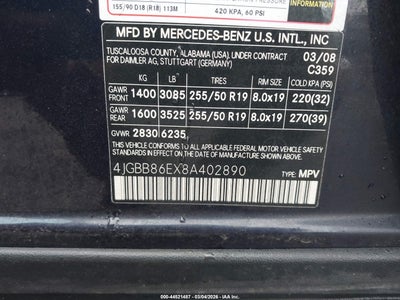 155/90 D18 (R18) 113M
420 KPA, 60 PSI
MFD BY MERCEDES-BENZ U.S. INTL., INC
TUSCALOOSA COUNTY, ALABAMA (USA), UNDER CONTRACT 03/08
FOR DAIMLER AG, STUTTGART (GERMANY) C359
KG LB TIRES RIM SIZE COLD KPA (PSI)
GAWR FRONT 1400 3085 255/50 R19 8.0x19 220(32)
GAWR REAR 1600 3525 255/50 R19 8.0x19 270(39)
GVWR 2830 6235
THIS VEHICLE CONFORMS TO ALL APPLICABLE FEDERAL MOTOR VEHICLE SAFETY
STANDARDS IN EFFECT ON THE DATE OF MANUFACTURE SHOWN ABOVE.
4JGBB86EX8A402890
TYPE: MPV
OWNER: 000-44521487 - 03/04/2026 - IAA Inc.